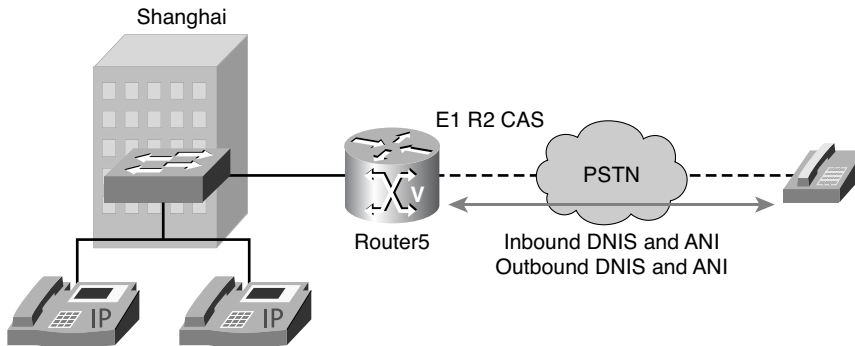 Shanghai
E1 R2 CAS
V
PSTN
Router5
Inbound DNIS and ANI
Outbound DNIS and ANI
IP
IP